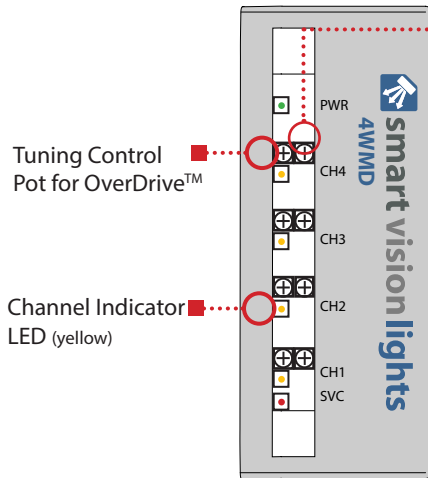 PWR
Tuning Control
Pot for OverDrive™
CH4
CH3
Channel Indicator
LED (yellow)
CH2
CH1
SVC
smart vision lights
4WMD